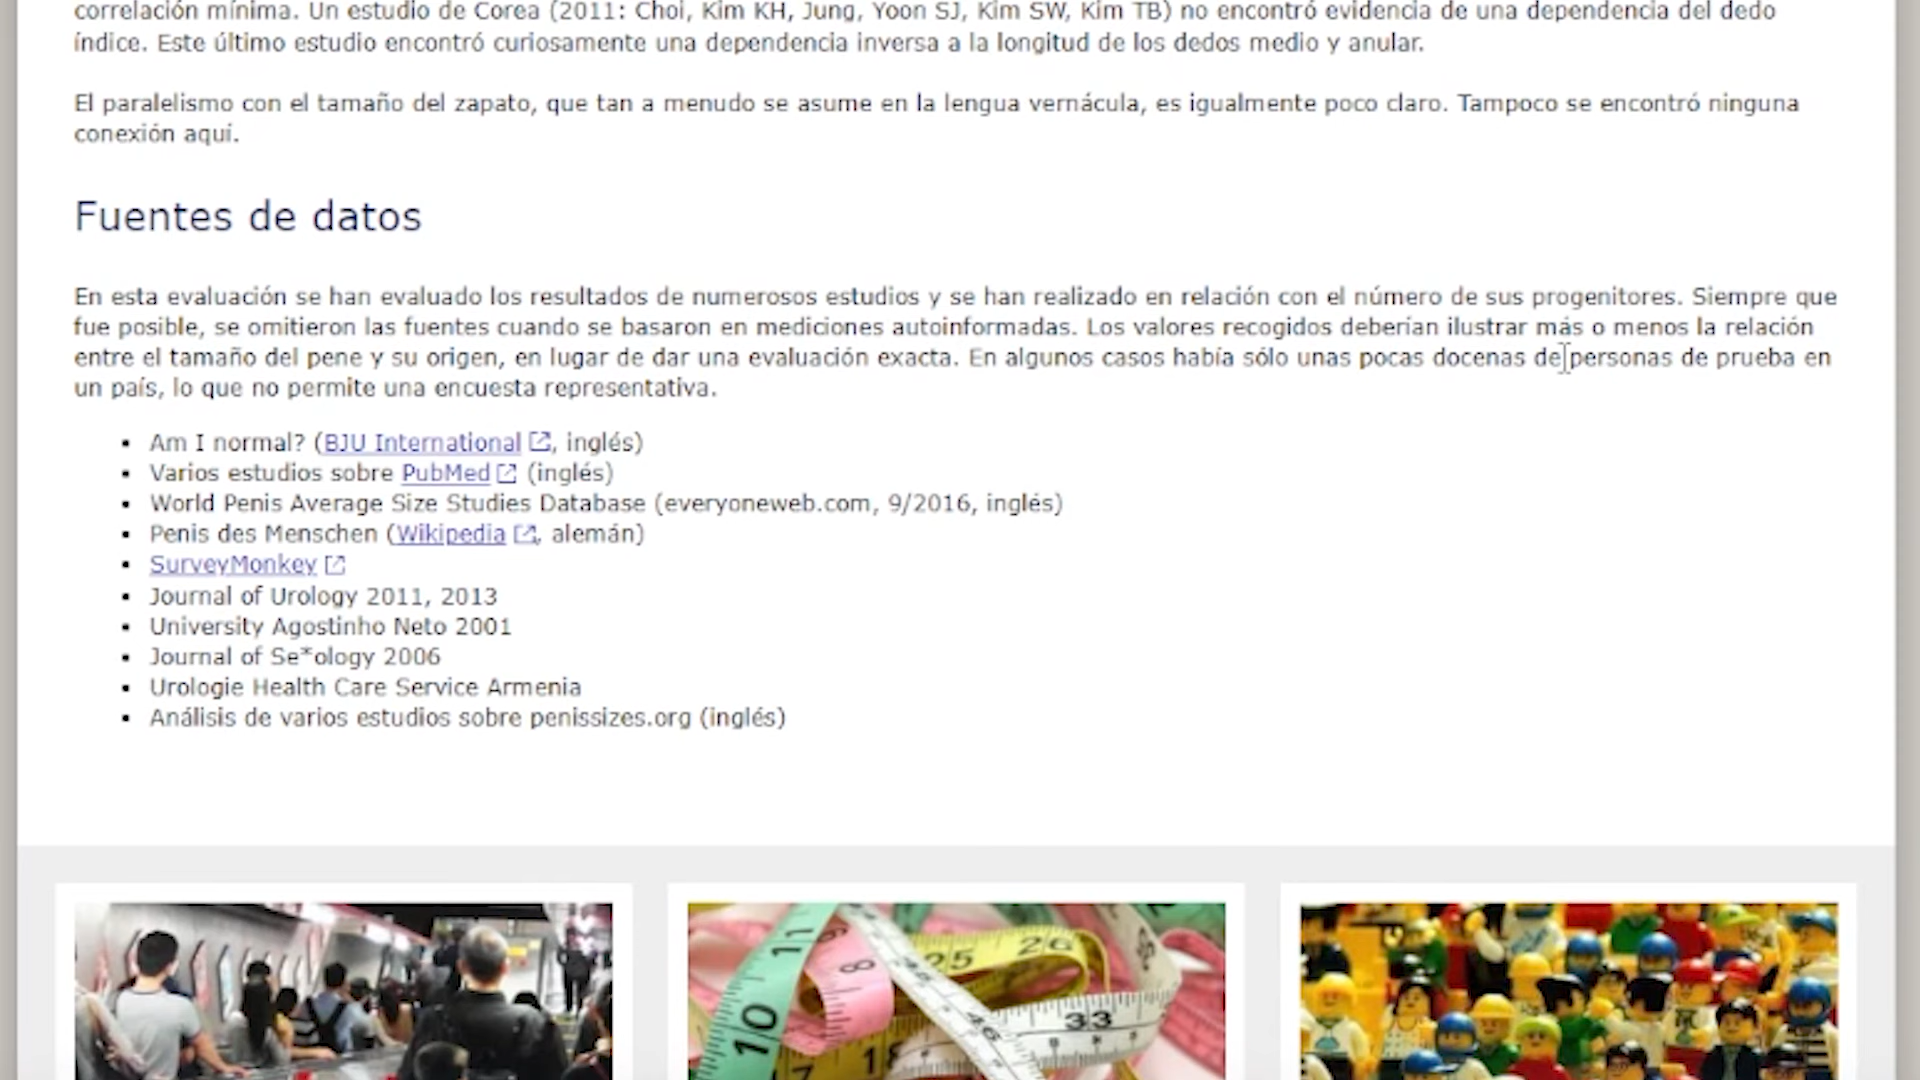 correlación mínima. Un estudio de Corea (2011: Choi, Kim KH, Jung, Yoon SJ, Kim SW, Kim TB) no encontró evidencia de una dependencia del dedo
índice. Este último estudio encontró curiosamente una dependencia inversa a la longitud de los dedos medio y anular.
El paralelismo con el tamaño del zapato, que tan a menudo se asume en la lengua vernácula, es igualmente poco claro. Tampoco se encontró ninguna
conexión aquí.
Fuentes de datos
En esta evaluación se han evaluado los resultados de numerosos estudios y se han realizado en relación con el número de sus progenitores. Siempre que
fue posible, se omitieron las fuentes cuando se basaron en mediciones autoinformadas. Los valores recogidos deberían ilustrar más o menos la relación
entre el tamaño del pene y su origen, en lugar de dar una evaluación exacta. En algunos casos había sólo unas pocas docenas de personas de prueba en
un país, lo que no permite una encuesta representativa.
Am I normal? (BJU International, inglés)
Varios estudios sobre PubMed (inglés)
World Penis Average Size Studies Database (everyoneweb.com, 9/2016, inglés)
Penis des Menschen (Wikipedia, alemán)
SurveyMonkey
Journal of Urology 2011, 2013
University Agostinho Neto 2001
Journal of Se*ology 2006
Urologie Health Care Service Armenia
Análisis de varios estudios sobre penissizes.org (inglés)
11 9 8 25 26
10 46 33